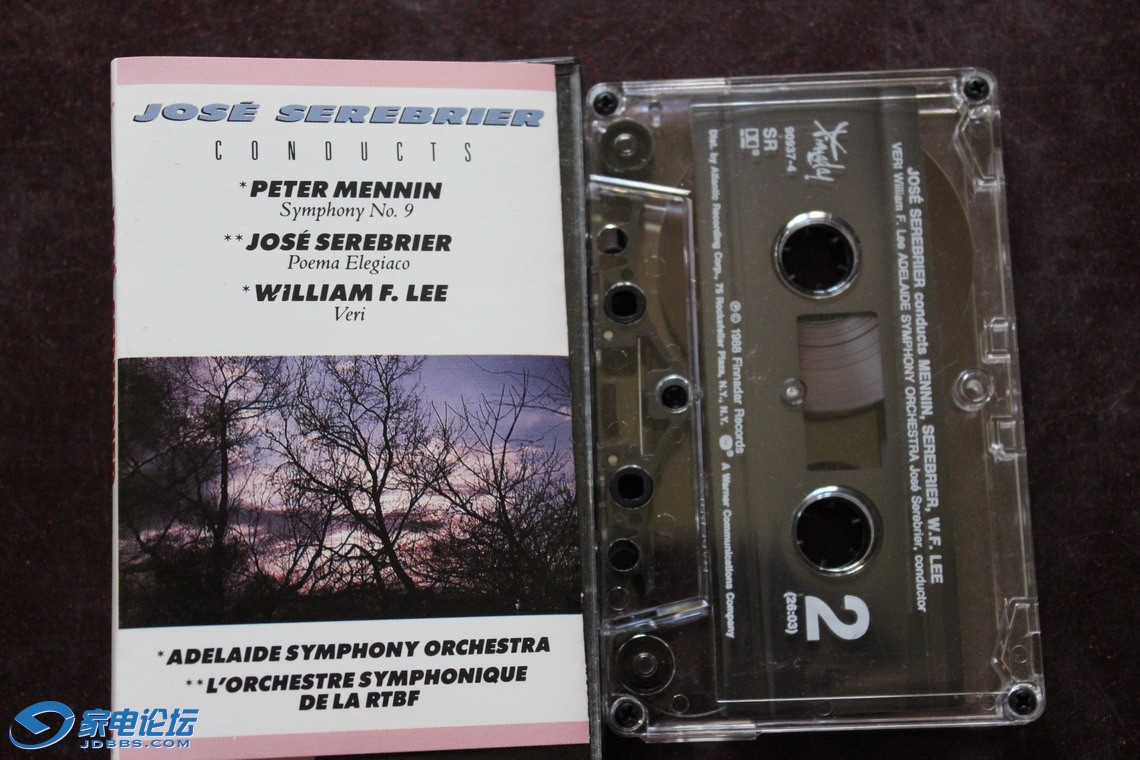 JOSÉ SEREBRIER
CONDUCTS
*PETER MENNIN
Symphony No. 9
**JOSÉ SEREBRIER
Poema Elegiaco
*WILLIAM F. LEE
Veri
*ADELAIDE SYMPHONY ORCHESTRA
**L'ORCHESTRE SYMPHONIQUE
DE LA RTBF
JOSÉ SEREBRIER conducts MENNIN, SEREBRIER, W.F. LEE
VERI William F. Lee ADELAIDE SYMPHONY ORCHESTRA José Serebrier, conductor
Finnadar
90937-4
SR
2
(26:03)
℗© 1988 Finnadar Records
Dist. by Atlantic Recording Corp., 75 Rockefeller Plaza, N.Y., N.Y. A Warner Communications Company
家电论坛
JDBBS.COM